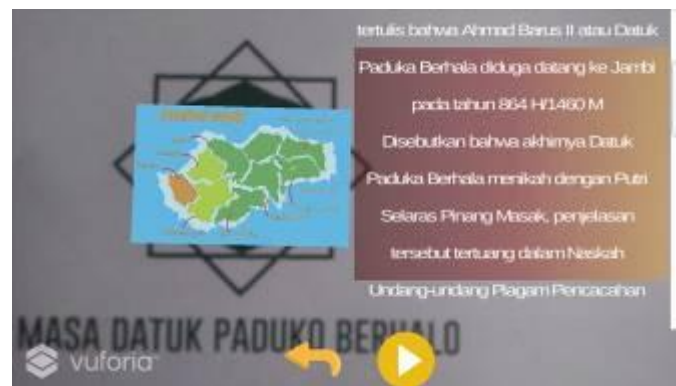 tertulis bahwa Ahmad Barus II atau Datuk
Paduka Berhala diduga datang ke Jambi
pada tahun 864 H/1460 M
Disebutkan bahwa akhirnya Datuk
Paduka Berhala menikah dengan Putri
Selaras Pinang Masak, penjelasan
tersebut tertuang dalam Naskah
Undang-undang Piagam Pencacahan
MASA DATUK PADUKO BERHALO
vuforia